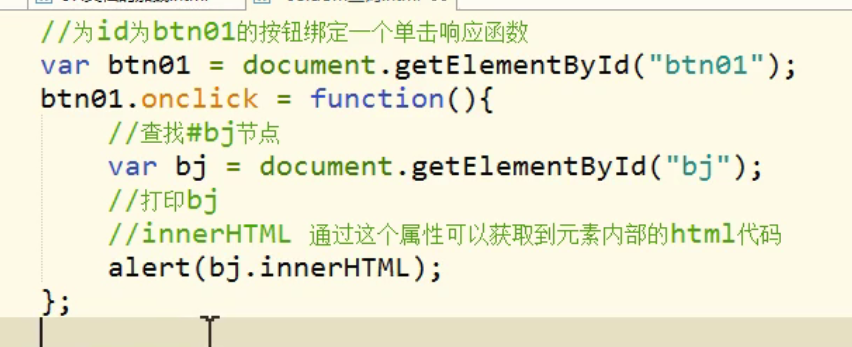 //为id为btn01的按钮绑定一个单击响应函数
var btn01 = document.getElementById("btn01");
btn01.onclick = function(){
    //查找#bj节点
    var bj = document.getElementById("bj");
    //打印bj
    //innerHTML 通过这个属性可以获取到元素内部的html代码
    alert(bj.innerHTML);
};